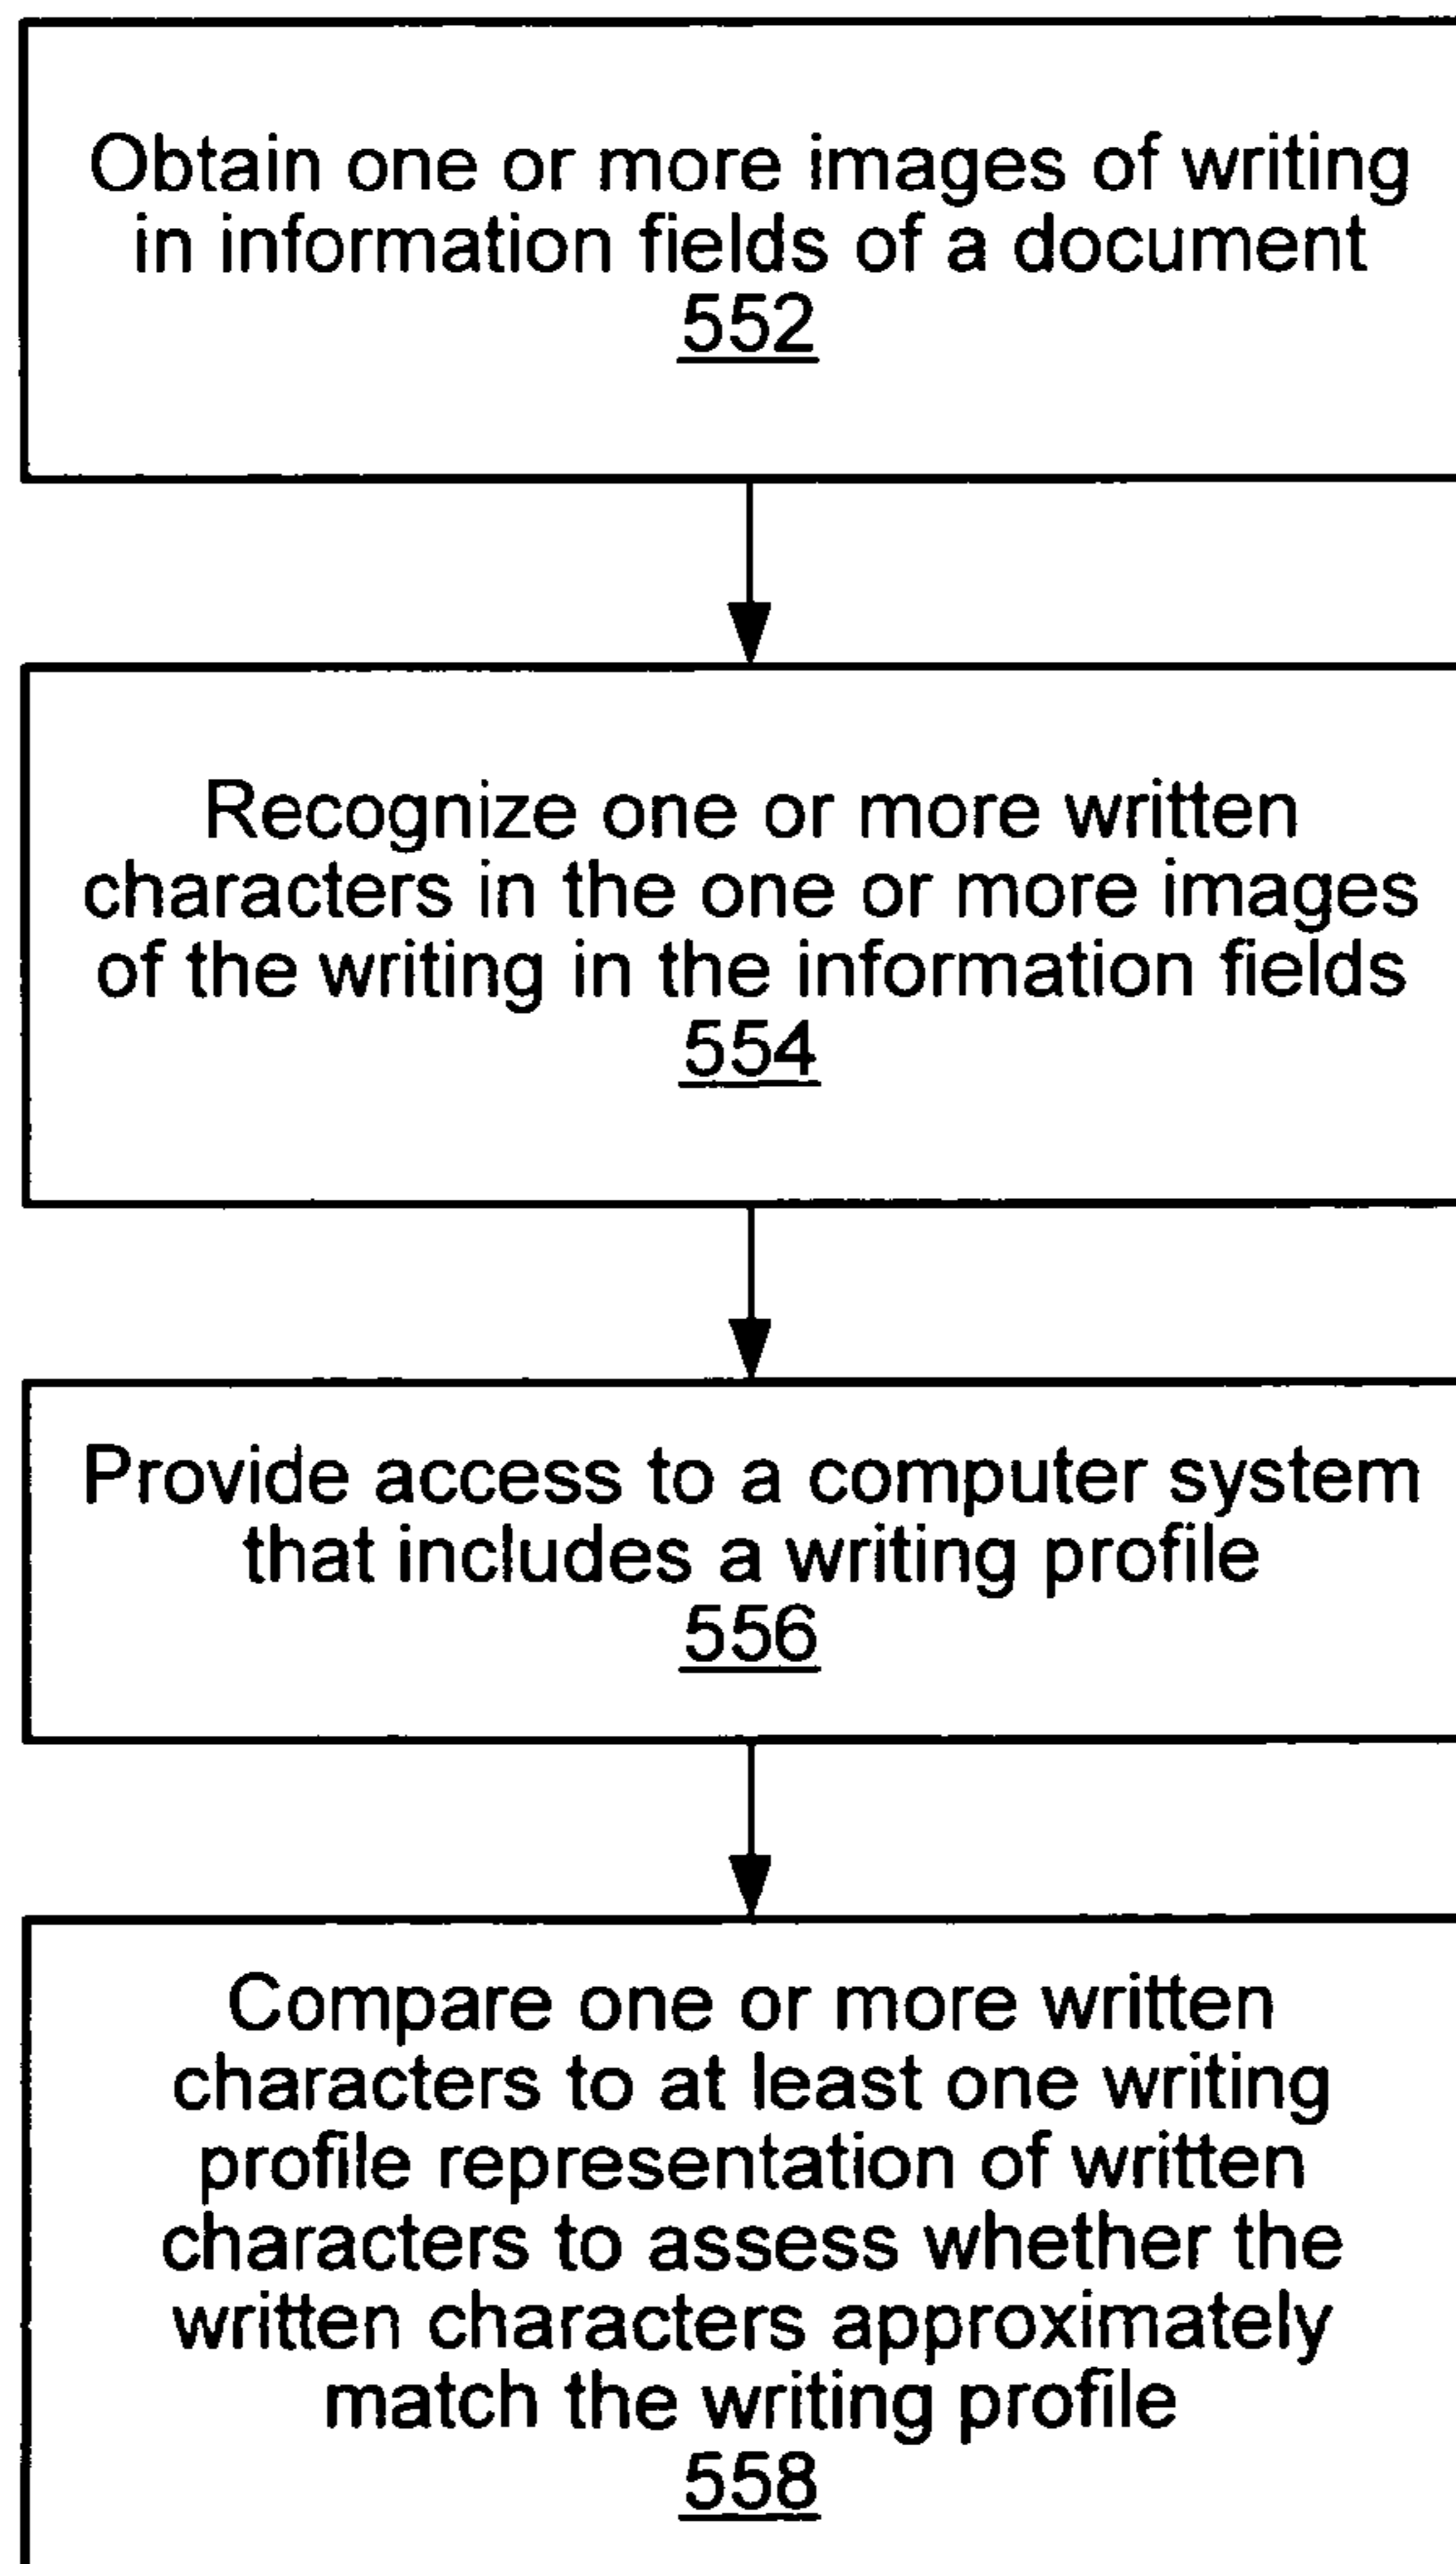 Obtain one or more images of writing
in information fields of a document
552
Recognize one or more written
characters in the one or more images
of the writing in the information fields
554
Provide access to a computer system
that includes a writing profile
556
Compare one or more written
characters to at least one writing
profile representation of written
characters to assess whether the
written characters approximately
match the writing profile
558